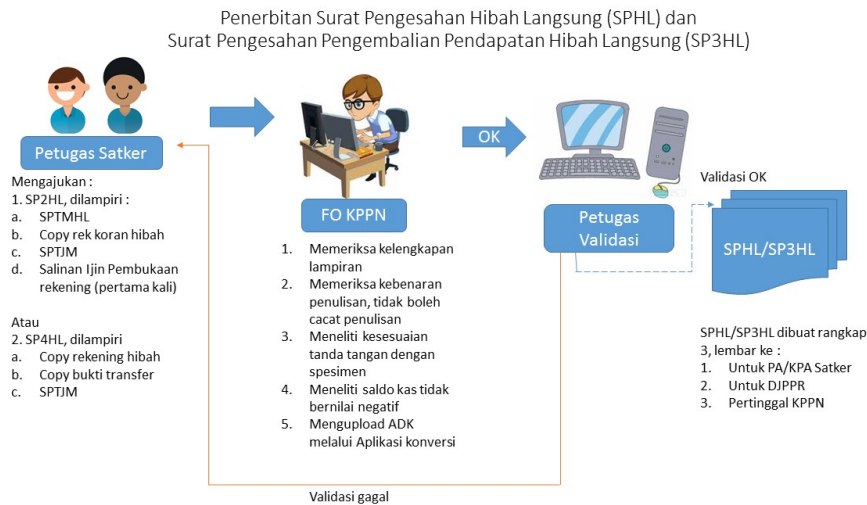 Penerbitan Surat Pengesahan Hibah Langsung (SPHL) dan
Surat Pengesahan Pengembalian Pendapatan Hibah Langsung (SP3HL)
Petugas Satker
Mengajukan :
1. SP2HL, dilampiri :
a. SPTMHL
b. Copy rek koran hibah
c. SPTJM
d. Salinan Ijin Pembukaan
rekening (pertama kali)
Atau
2. SP4HL, dilampiri
a. Copy rekening hibah
b. Copy bukti transfer
c. SPTJM
FO KPPN
1. Memeriksa kelengkapan
lampiran
2. Memeriksa kebenaran
penulisan, tidak boleh
cacat penulisan
3. Meneliti kesesuaian
tanda tangan dengan
spesimen
4. Meneliti saldo kas tidak
bernilai negatif
5. Mengupload ADK
melalui Aplikasi konversi
OK
Petugas
Validasi
Validasi OK
SPHL/SP3HL
SPHL/SP3HL dibuat rangkap
3, lembar ke :
1. Untuk PA/KPA Satker
2. Untuk DJPPR
3. Pertinggal KPPN
Validasi gagal